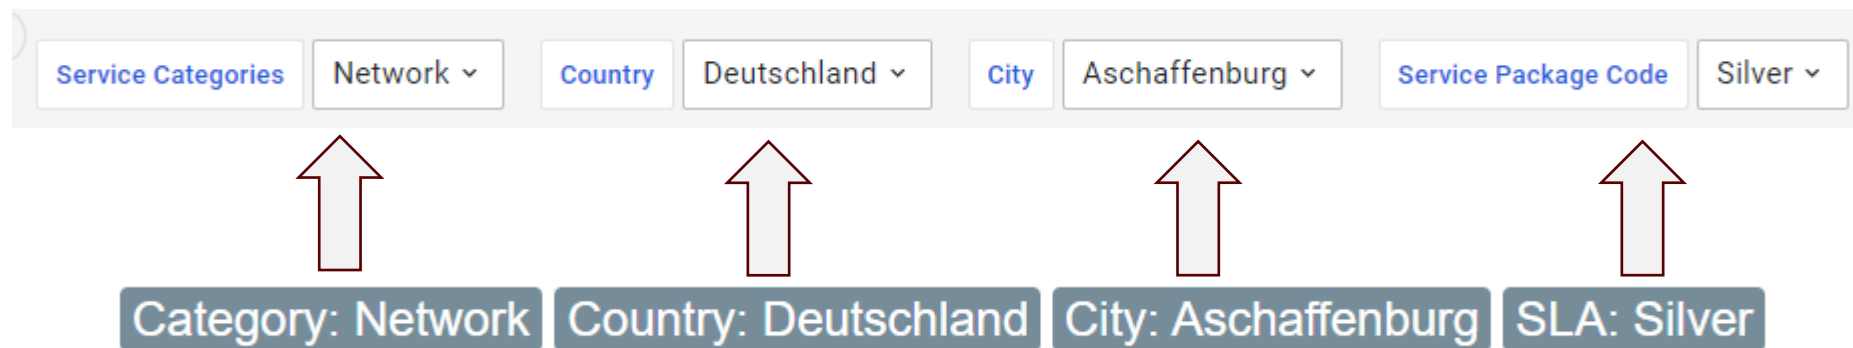 Service Categories Network Country Deutschland City Aschaffenburg Service Package Code Silver
Category: Network Country: Deutschland City: Aschaffenburg SLA: Silver